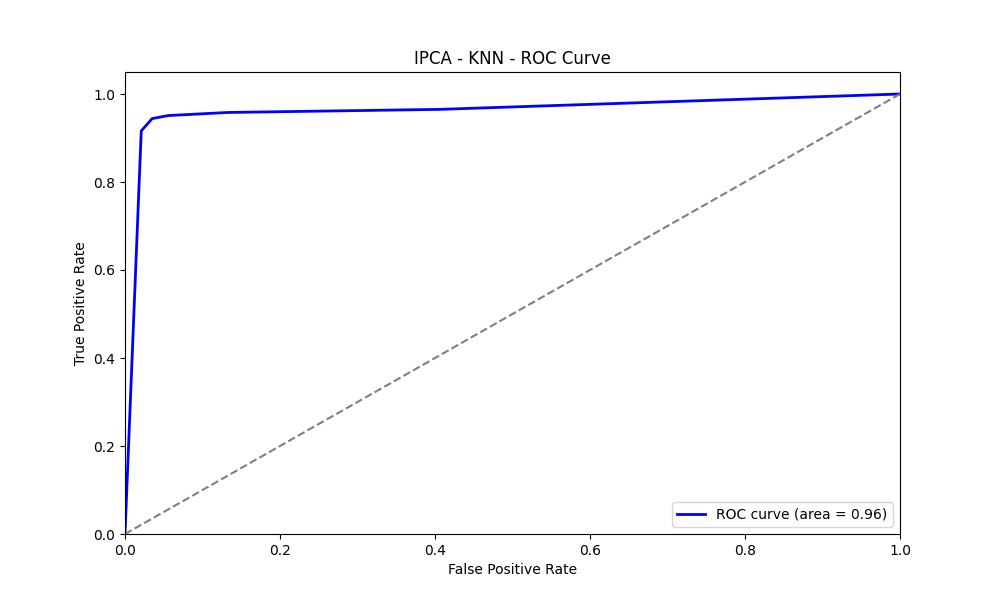 IPCA - KNN - ROC Curve
True Positive Rate
1.0
0.8
0.6
0.4
0.2
0.0
0.0 0.2 0.4 0.6 0.8 1.0
False Positive Rate
ROC curve (area = 0.96)